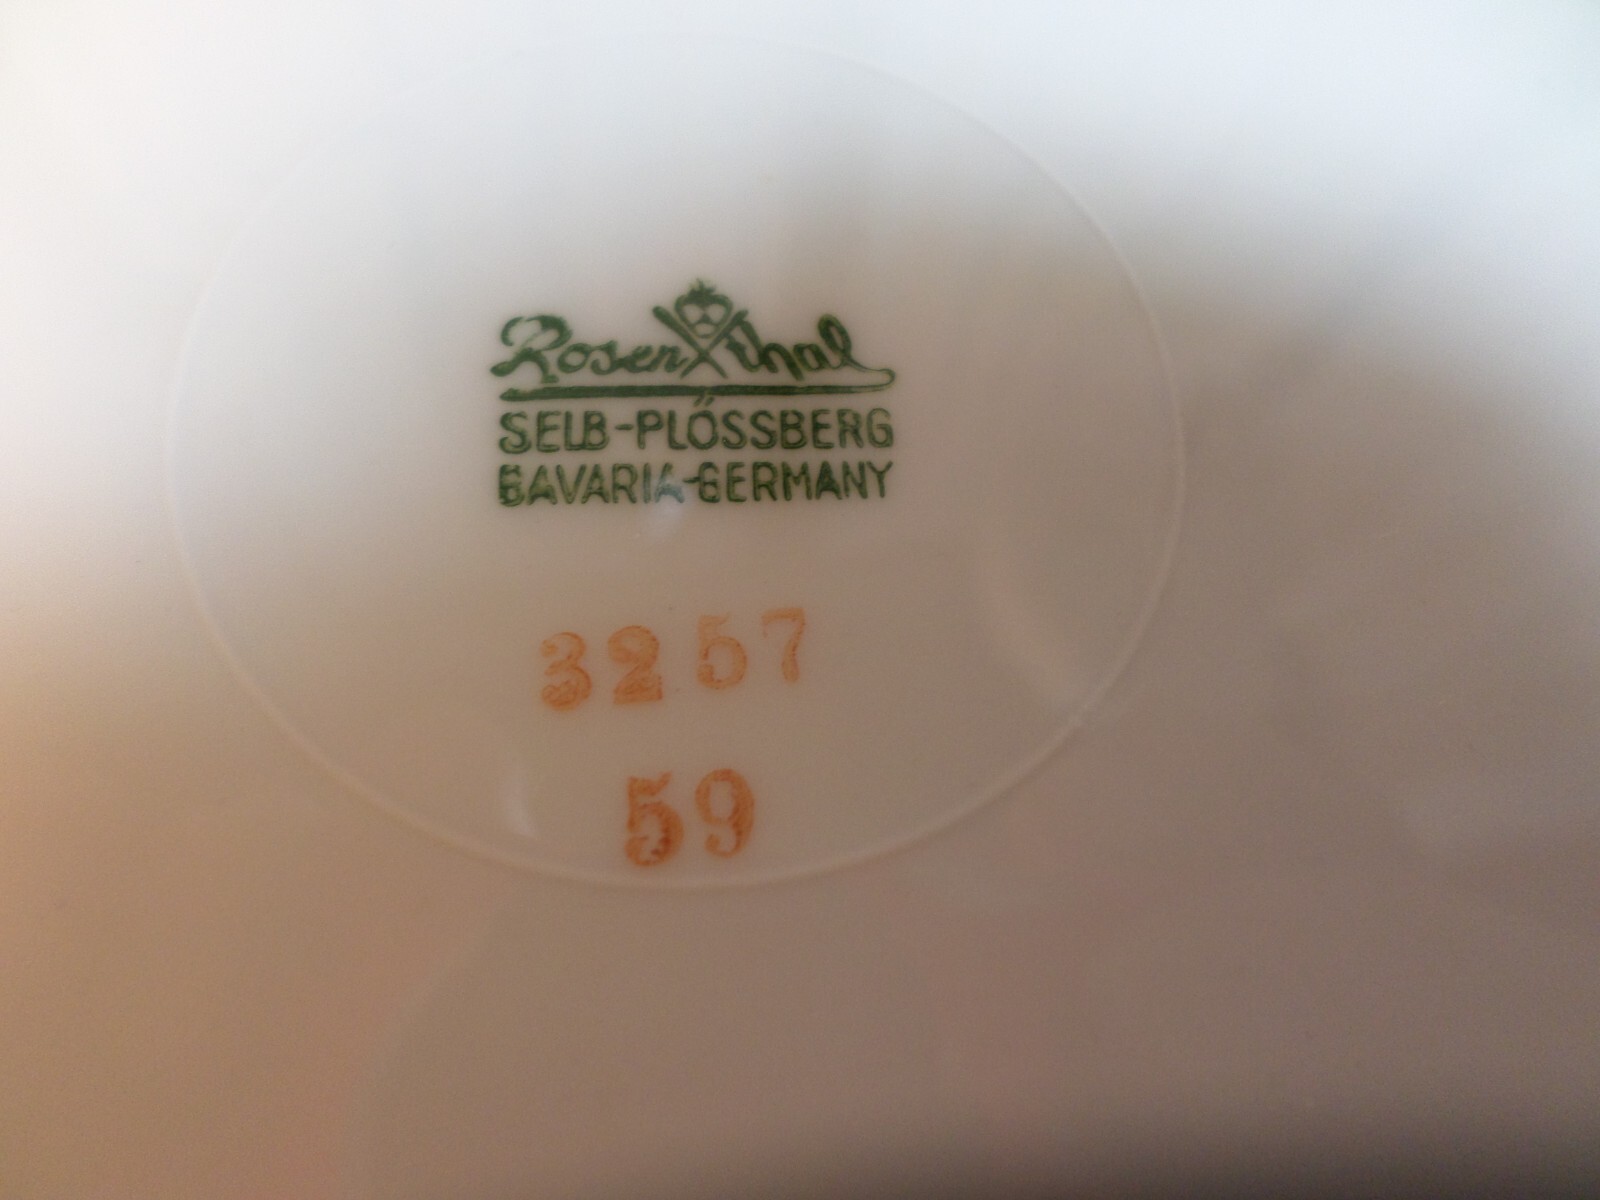 Rosenthal
SELB-PLÖSSBERG
BAVARIA-GERMANY
3257
59